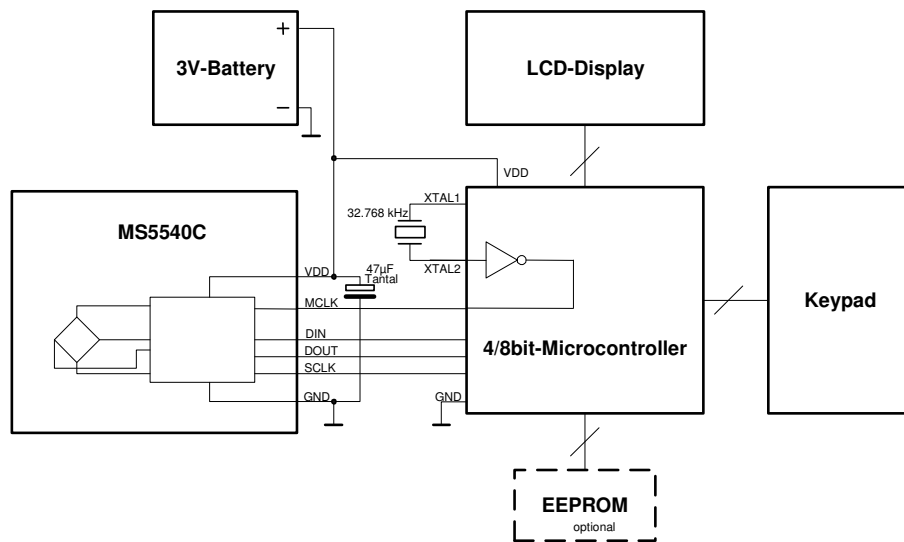 +
3V-Battery
−
LCD-Display
VDD
MS5540C
XTAL1
32.768 kHz
XTAL2
VDD
47µF
Tantal
MCLK
DIN
DOUT
SCLK
GND
4/8bit-Microcontroller
GND
Keypad
EEPROM
optional